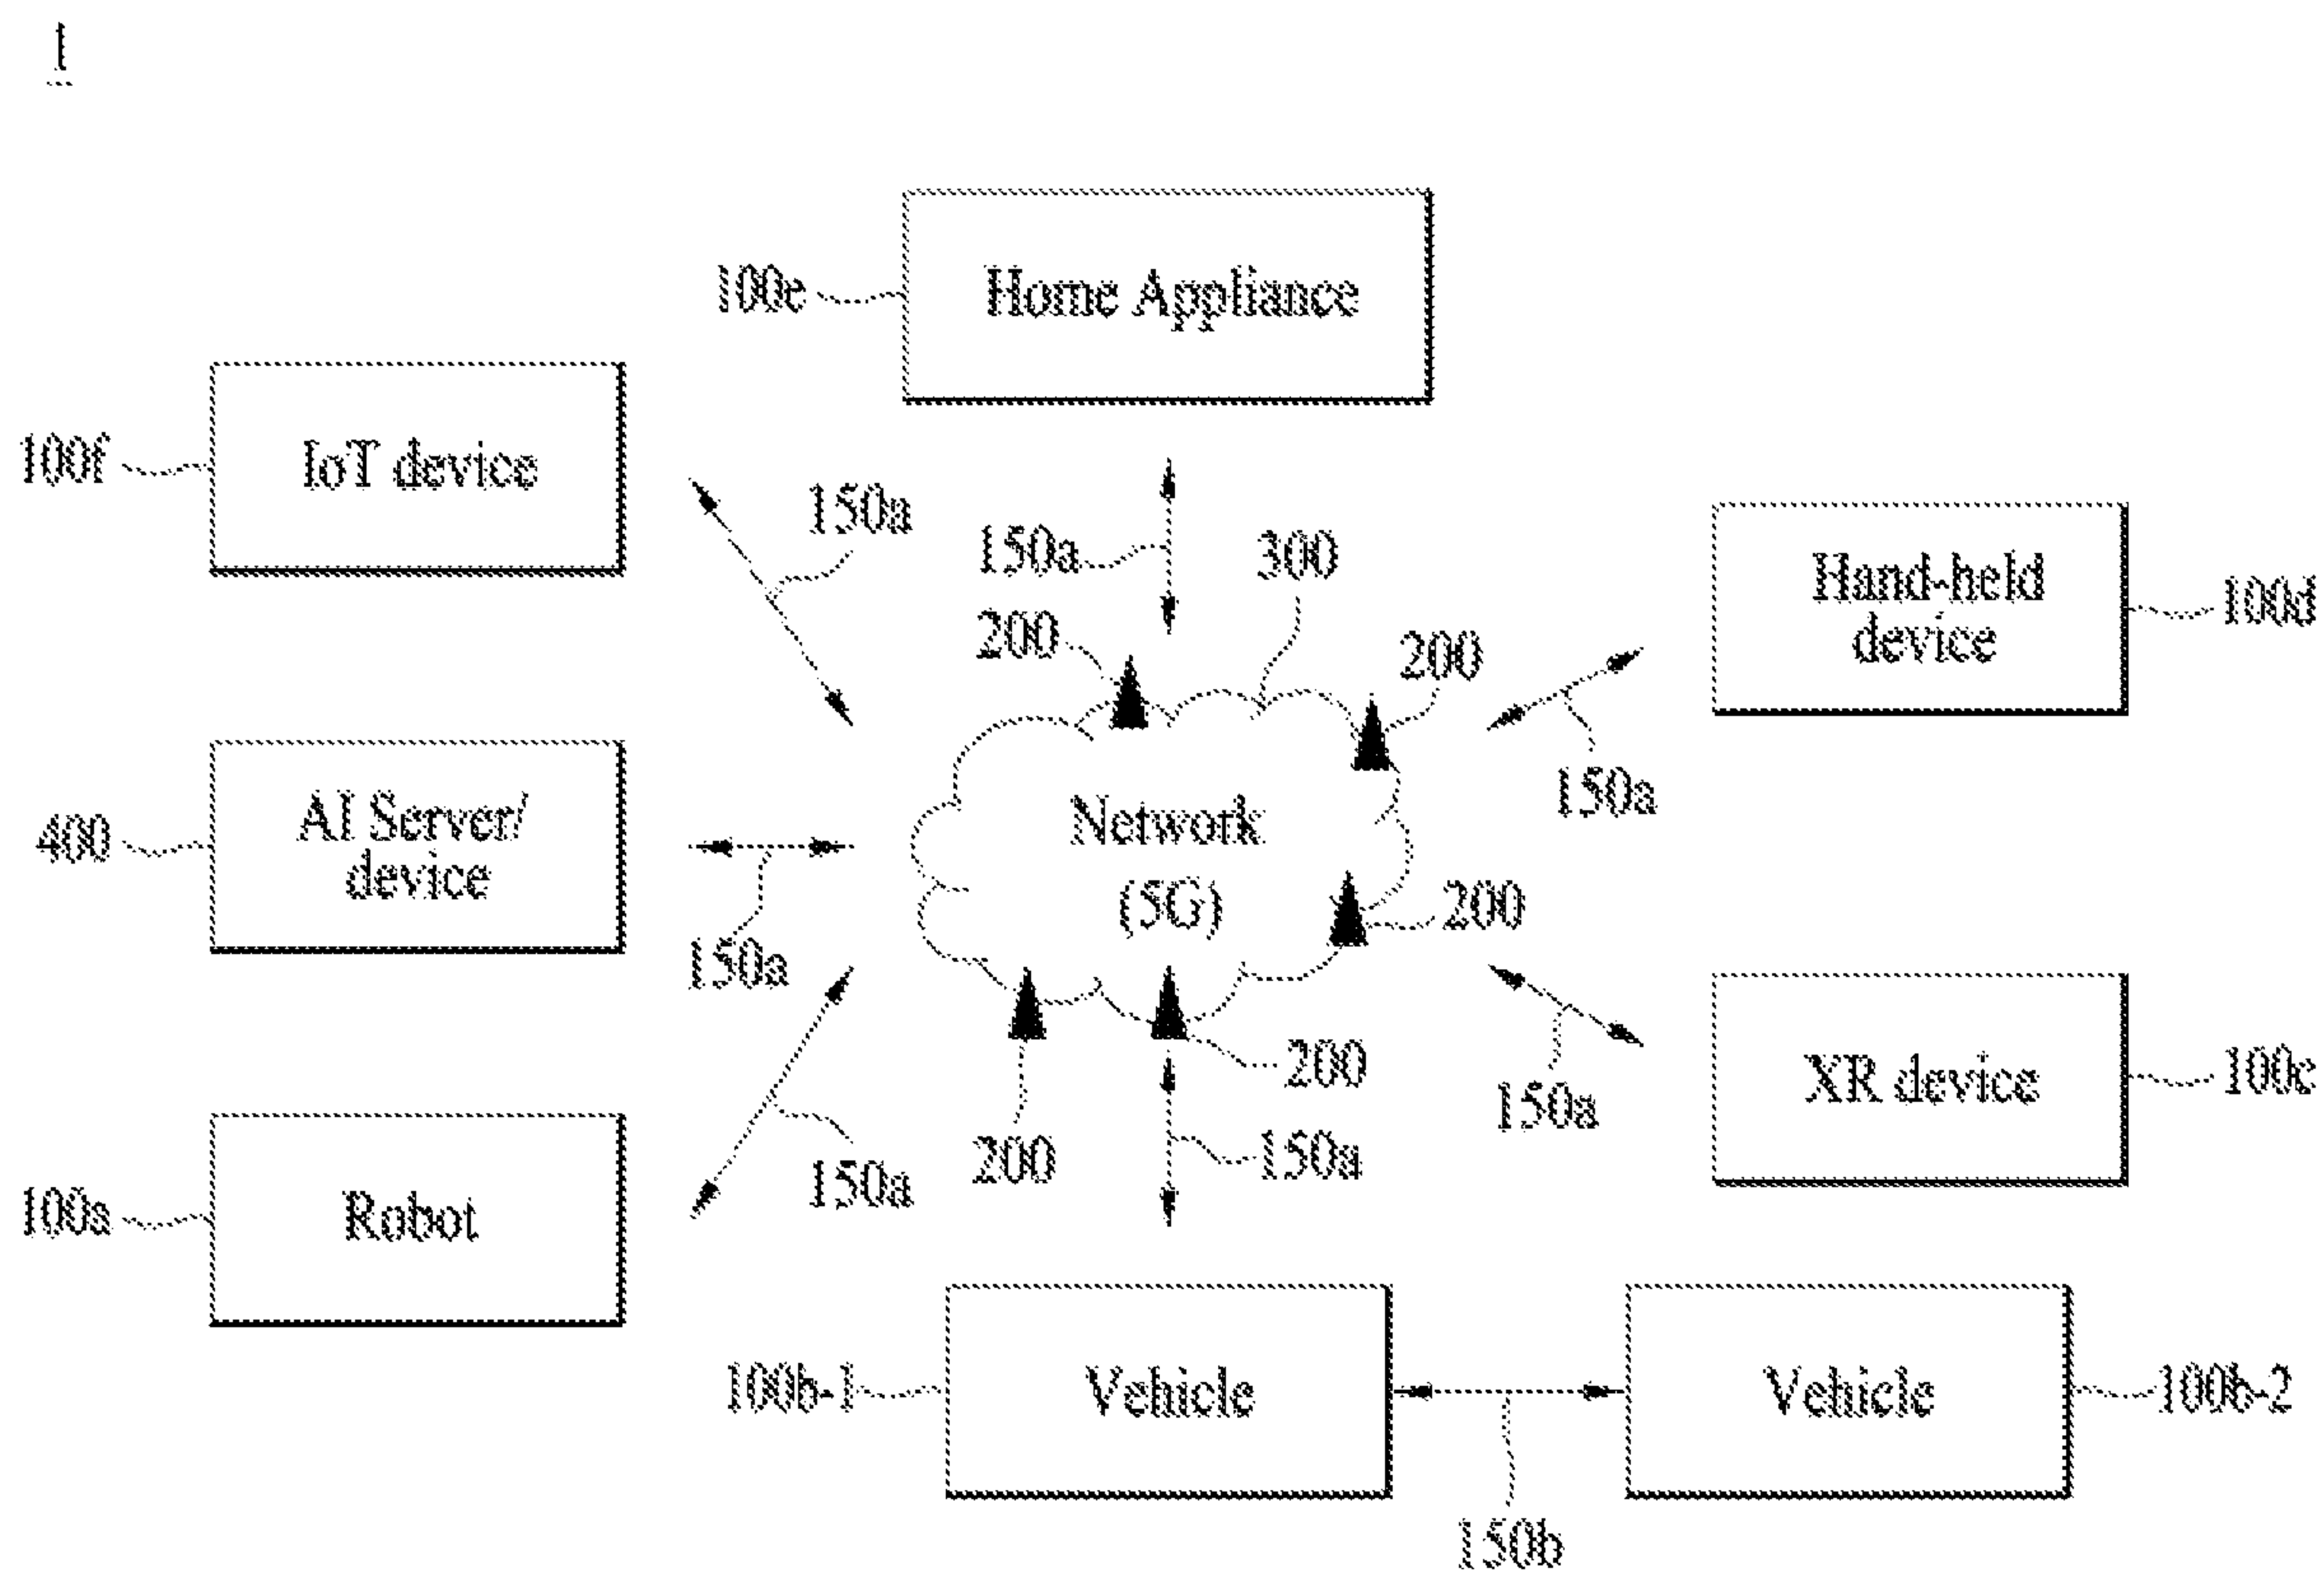 1
100e
Home Appliance
100f
IoT device
150a
150a
300
Hand-held
device
100d
200
200
150a
400
AI Server/
device
Network
(5G)
200
150a
200
150a
XR device
100c
100a
Robot
150a
200
150a
100b-1
Vehicle
Vehicle
100b-2
150b